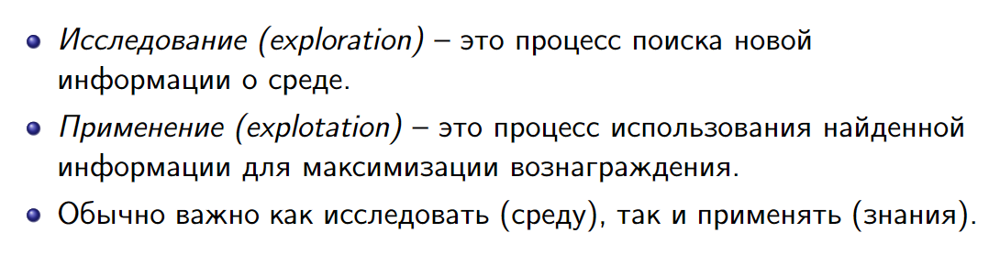 Исследование (exploration) – это процесс поиска новой
информации о среде.
Применение (explotation) – это процесс использования найденной
информации для максимизации вознаграждения.
Обычно важно как исследовать (среду), так и применять (знания).